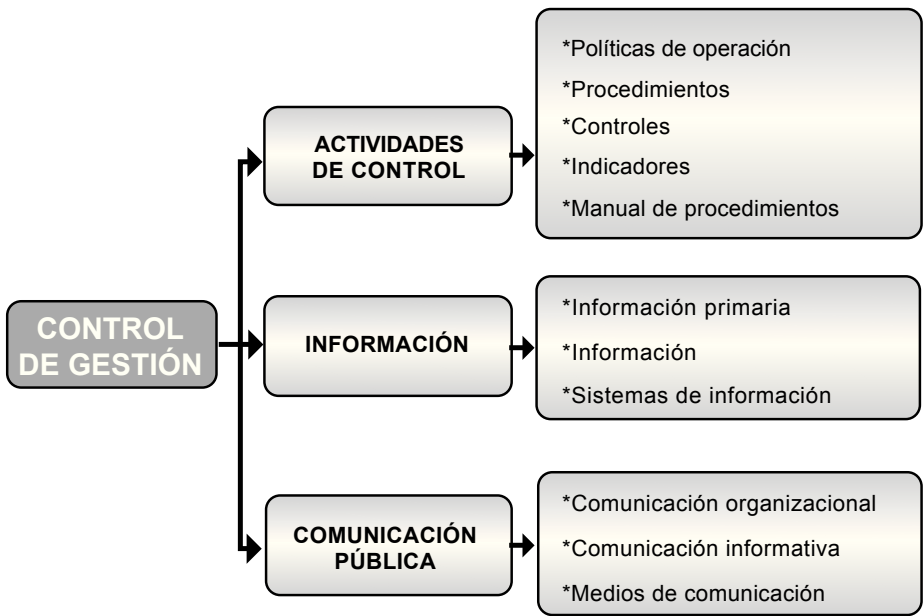 CONTROL
DE GESTIÓN
ACTIVIDADES
DE CONTROL
*Políticas de operación
*Procedimientos
*Controles
*Indicadores
*Manual de procedimientos
INFORMACIÓN
*Información primaria
*Información
*Sistemas de información
COMUNICACIÓN
PÚBLICA
*Comunicación organizacional
*Comunicación informativa
*Medios de comunicación